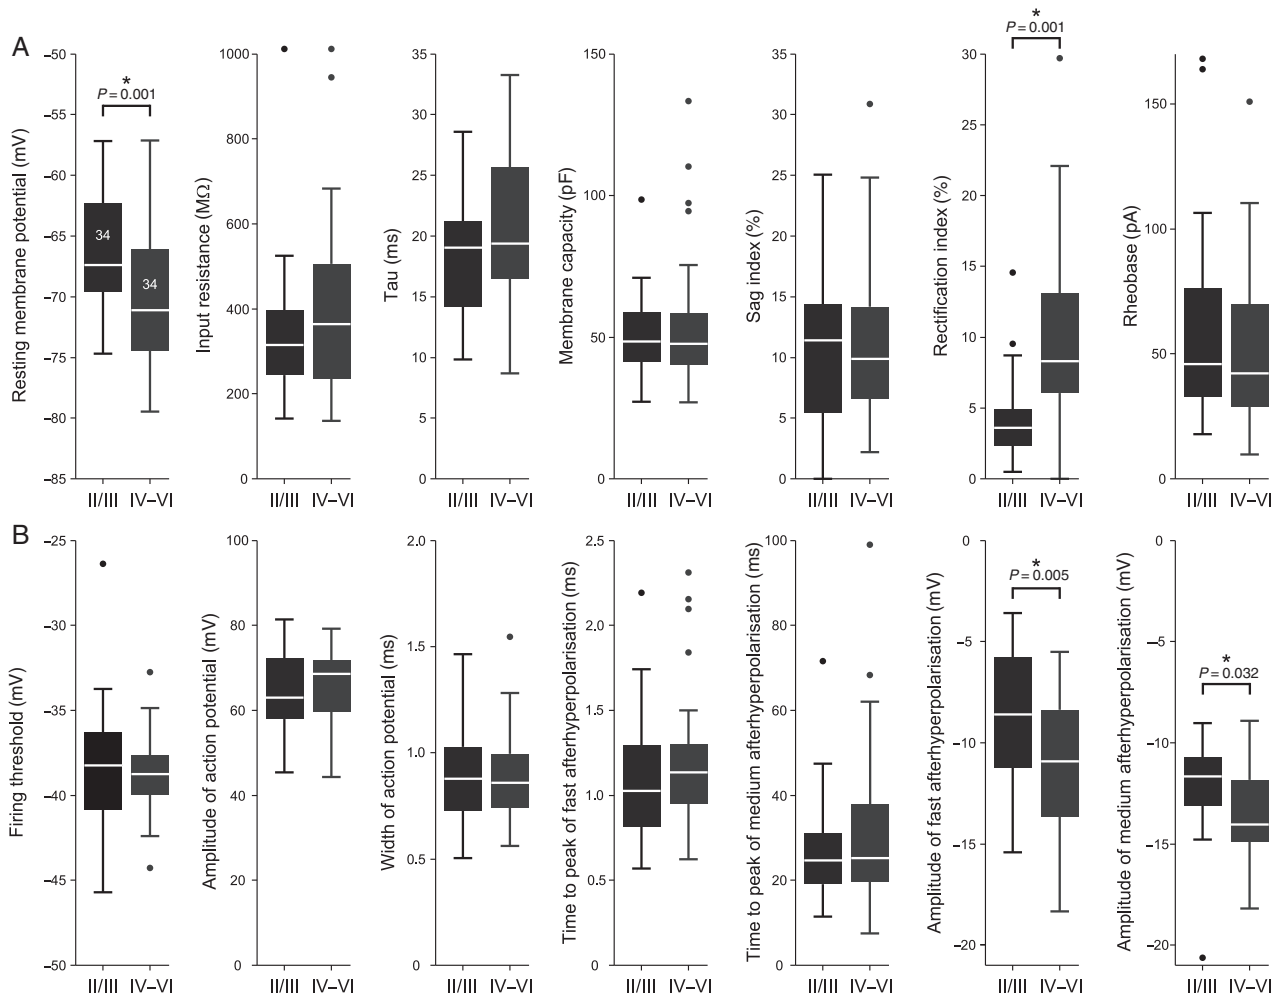 A
Resting membrane potential (mV)
–50
–55
–60
–65
–70
–75
–80
–85
*
P = 0.001
34
34
II/III
IV–VI
Input resistance (MΩ)
1000
800
600
400
200
0
II/III
IV–VI
Tau (ms)
35
30
25
20
15
10
5
0
II/III
IV–VI
Membrane capacity (pF)
150
100
50
0
II/III
IV–VI
Sag index (%)
35
30
25
20
15
10
5
0
II/III
IV–VI
Rectification index (%)
30
25
20
15
10
5
0
*
P = 0.001
II/III
IV–VI
Rheobase (pA)
150
100
50
0
II/III
IV–VI
B
Firing threshold (mV)
–25
–30
–35
–40
–45
–50
II/III
IV–VI
Amplitude of action potential (mV)
100
80
60
40
20
0
II/III
IV–VI
Width of action potential (ms)
2.0
1.5
1.0
0.5
0
II/III
IV–VI
Time to peak of fast afterhyperpolarisation (ms)
2.5
2.0
1.5
1.0
0.5
0
II/III
IV–VI
Time to peak of medium afterhyperpolarisation (ms)
100
80
60
40
20
0
II/III
IV–VI
Amplitude of fast afterhyperpolarisation (mV)
0
–5
–10
–15
–20
*
P = 0.005
II/III
IV–VI
Amplitude of medium afterhyperpolarisation (mV)
0
–5
–10
–15
–20
*
P = 0.032
II/III
IV–VI